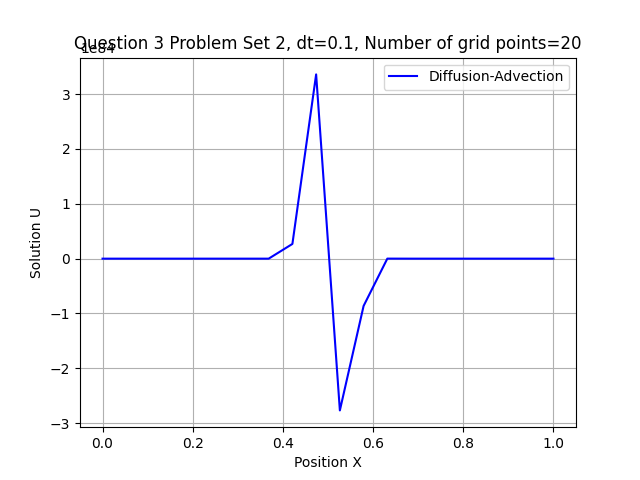 Question 3 Problem Set 2, dt=0.1, Number of grid points=20
1e84
Diffusion-Advection
3
2
1
0
−1
−2
−3
Solution U
0.0 0.2 0.4 0.6 0.8 1.0
Position X